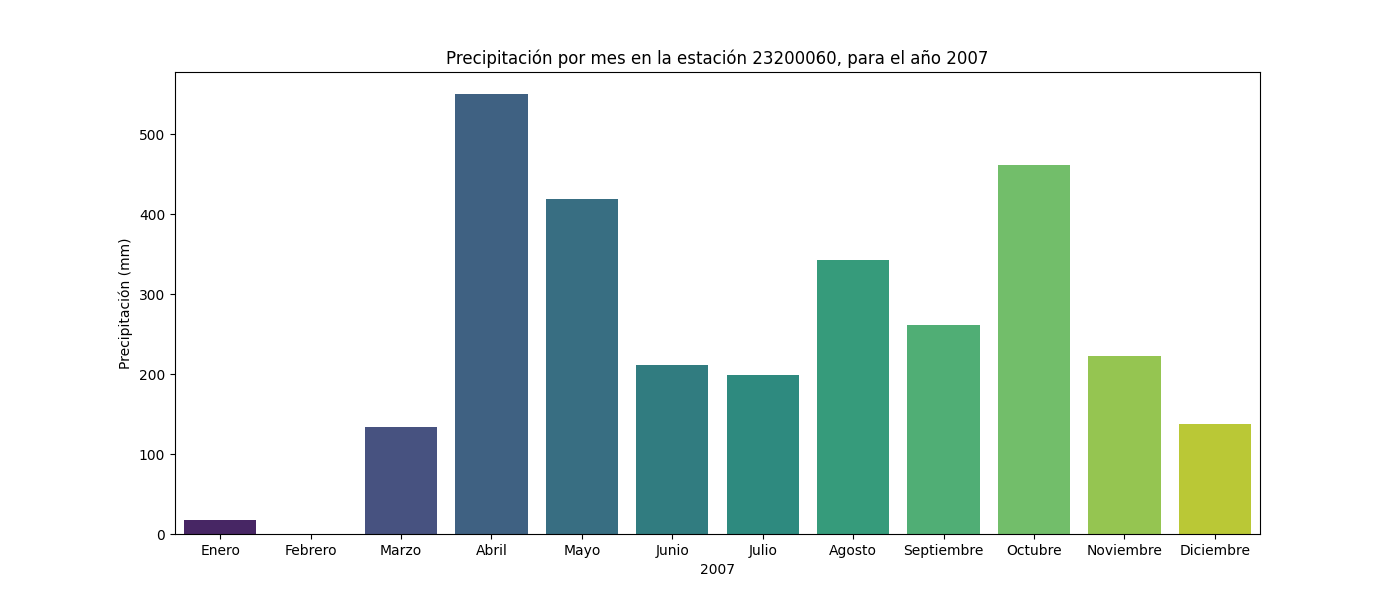 Precipitación por mes en la estación 23200060, para el año 2007
Precipitación (mm)
500
400
300
200
100
0
Enero Febrero Marzo Abril Mayo Junio Julio Agosto Septiembre Octubre Noviembre Diciembre
2007